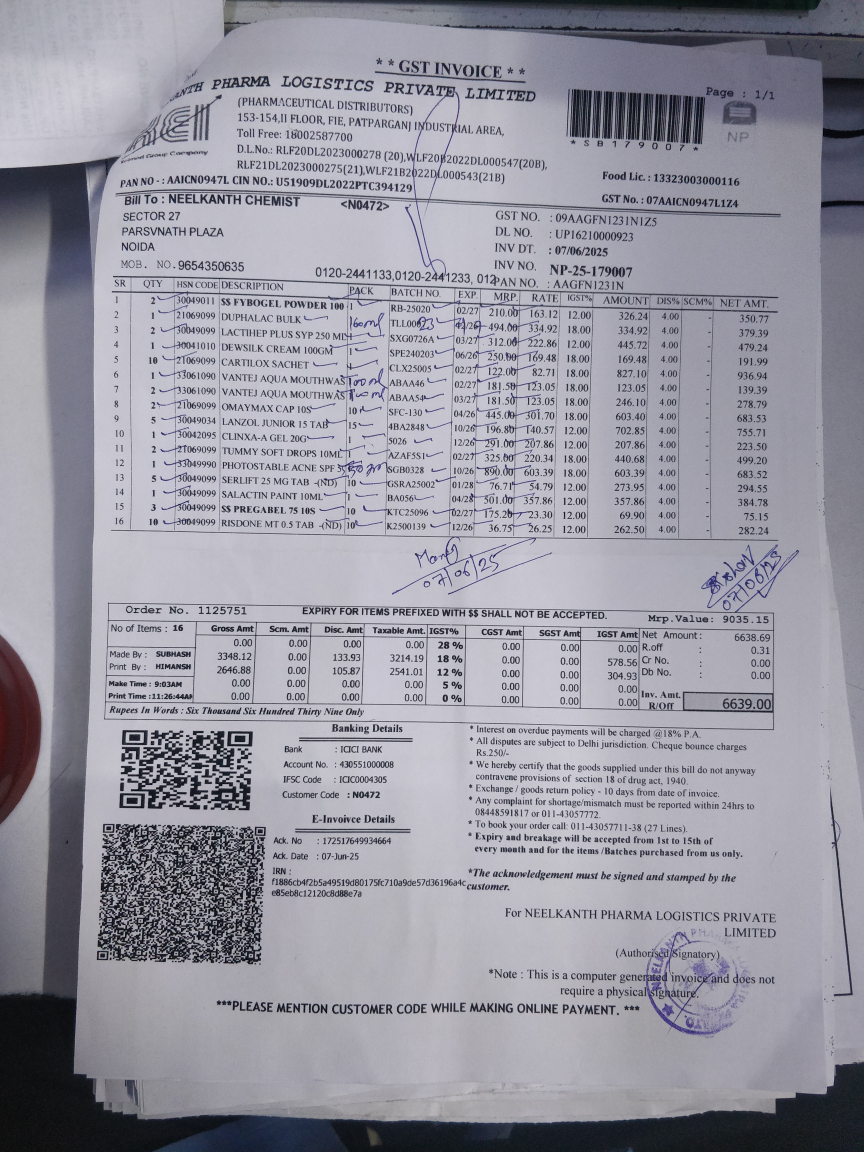 * * GST INVOICE * *
KANTH PHARMA LOGISTICS PRIVATE LIMITED
Page : 1/1
(PHARMACEUTICAL DISTRIBUTORS)
153-154,II FLOOR, FIE, PATPARGANJ INDUSTRIAL AREA,
Toll Free: 18002587700
D.L.No.: RLF20DL2023000278 (20),WLF20B2022DL000547(20B),
RLF21DL2023000275(21),WLF21B2022DL000543(21B)
Group Company
* S B 1 7 9 0 0 7 *
NP
PAN NO - : AAICN0947L CIN NO.: U51909DL2022PTC394129
Food Lic. : 13323003000116
GST No. : 07AAICN0947L1Z4
Bill To : NEELKANTH CHEMIST <N0472>
SECTOR 27
PARSVNATH PLAZA
NOIDA
MOB. NO.9654350635
0120-2441133,0120-2441233, 012
GST NO. : 09AAGFN1231N1Z5
DL NO. : UP16210000923
INV DT. : 07/06/2025
INV NO. NP-25-179007
PAN NO. : AAGFN1231N
SR QTY HSN CODE DESCRIPTION PACK BATCH NO. EXP. MRP. RATE IGST% AMOUNT DIS% SCM% NET AMT.
1 2 30049011 $$ FYBOGEL POWDER 100 1 RB-25020 02/27 210.00 163.12 12.00 326.24 4.00 - 350.77
2 1 21069099 DUPHALAC BULK 160ml 494.00 334.92 18.00 334.92 4.00 - 379.39
3 2 30049099 LACTIHEP PLUS SYP 250 ML 1 SXG0726A 03/27 312.00 222.86 12.00 445.72 4.00 - 479.24
4 1 30041010 DEWSILK CREAM 100GM 1 SPE240203 06/26 250.00 169.48 18.00 169.48 4.00 - 191.99
5 10 21069099 CARTILOX SACHET CLX25005 02/27 122.00 82.71 18.00 827.10 4.00 - 936.94
6 1 33061090 VANTEJ AQUA MOUTHWAS 100ml ABAA46 02/27 181.50 123.05 18.00 123.05 4.00 - 139.39
7 2 33061090 VANTEJ AQUA MOUTHWAS ABAA54 03/27 181.50 123.05 18.00 246.10 4.00 - 278.79
8 2 21069099 OMAYMAX CAP 10S 10 SFC-130 04/26 445.00 301.70 18.00 603.40 4.00 - 683.53
9 5 30049034 LANZOL JUNIOR 15 TAB 15 4BA2848 10/26 196.80 140.57 12.00 702.85 4.00 - 755.71
10 1 30042095 CLINXA-A GEL 20G 1 5026 12/26 291.00 207.86 12.00 207.86 4.00 - 223.50
11 2 21069099 TUMMY SOFT DROPS 10ML 1 AZAF5S1 02/27 325.00 220.34 18.00 440.68 4.00 - 499.20
12 1 33049990 PHOTOSTABLE ACNE SPF SGB0328 10/26 890.00 603.39 18.00 603.39 4.00 - 683.52
13 5 30049099 SERLIFT 25 MG TAB -(ND) 10 GSRA25002 01/28 76.71 54.79 12.00 273.95 4.00 - 294.55
14 1 30049099 SALACTIN PAINT 10ML 1 BA056 04/28 501.00 357.86 12.00 357.86 4.00 - 384.78
15 3 30049099 $$ PREGABEL 75 10S 10 KTC25096 02/27 175.20 23.30 12.00 69.90 4.00 - 75.15
16 10 30049099 RISDONE MT 0.5 TAB -(ND) 10 K2500139 12/26 36.75 26.25 12.00 262.50 4.00 - 282.24
07/06/25
Order No. 1125751 EXPIRY FOR ITEMS PREFIXED WITH $$ SHALL NOT BE ACCEPTED. Mrp.Value: 9035.15
No of Items : 16 Gross Amt Scm. Amt Disc. Amt Taxable Amt. IGST% CGST Amt SGST Amt IGST Amt Net Amount : 6638.69
0.00 0.00 0.00 0.00 28 % 0.00 0.00 0.00 R.off 0.31
Made By : SUBHASH 3348.12 0.00 133.93 3214.19 18 % 0.00 0.00 578.56 Cr No. : 0.00
Print By : HIMANSH 2646.88 0.00 105.87 2541.01 12 % 0.00 0.00 304.93 Db No. : 0.00
Make Time : 9:03AM 0.00 0.00 0.00 0.00 5 % 0.00 0.00 0.00
Print Time :11:26:44AM 0.00 0.00 0.00 0.00 0 % 0.00 0.00 0.00 Inv. Amt. R/Off 6639.00
Rupees In Words : Six Thousand Six Hundred Thirty Nine Only
Banking Details
Bank : ICICI BANK
Account No. : 430551000008
IFSC Code : ICIC0004305
Customer Code : N0472
E-Invoivce Details
Ack. No : 172517649934664
Ack. Date : 07-Jun-25
IRN :
f1886cb4f2b5a49519d80175fc710a9de57d36196a4c
e85eb8c12120c8d88e7a
* Interest on overdue payments will be charged @18% P.A.
* All disputes are subject to Delhi jurisdiction. Cheque bounce charges
Rs.250/-
* We hereby certify that the goods supplied under this bill do not anyway
contravene provisions of section 18 of drug act, 1940.
* Exchange / goods return policy - 10 days from date of invoice.
* Any complaint for shortage/mismatch must be reported within 24hrs to
08448591817 or 011-43057772.
* To book your order call: 011-43057711-38 (27 Lines).
* Expiry and breakage will be accepted from 1st to 15th of
every month and for the items /Batches purchased from us only.
*The acknowledgement must be signed and stamped by the
customer.
For NEELKANTH PHARMA LOGISTICS PRIVATE
LIMITED
(Authorised Signatory)
*Note : This is a computer generated invoice and does not
require a physical signature.
***PLEASE MENTION CUSTOMER CODE WHILE MAKING ONLINE PAYMENT. ***